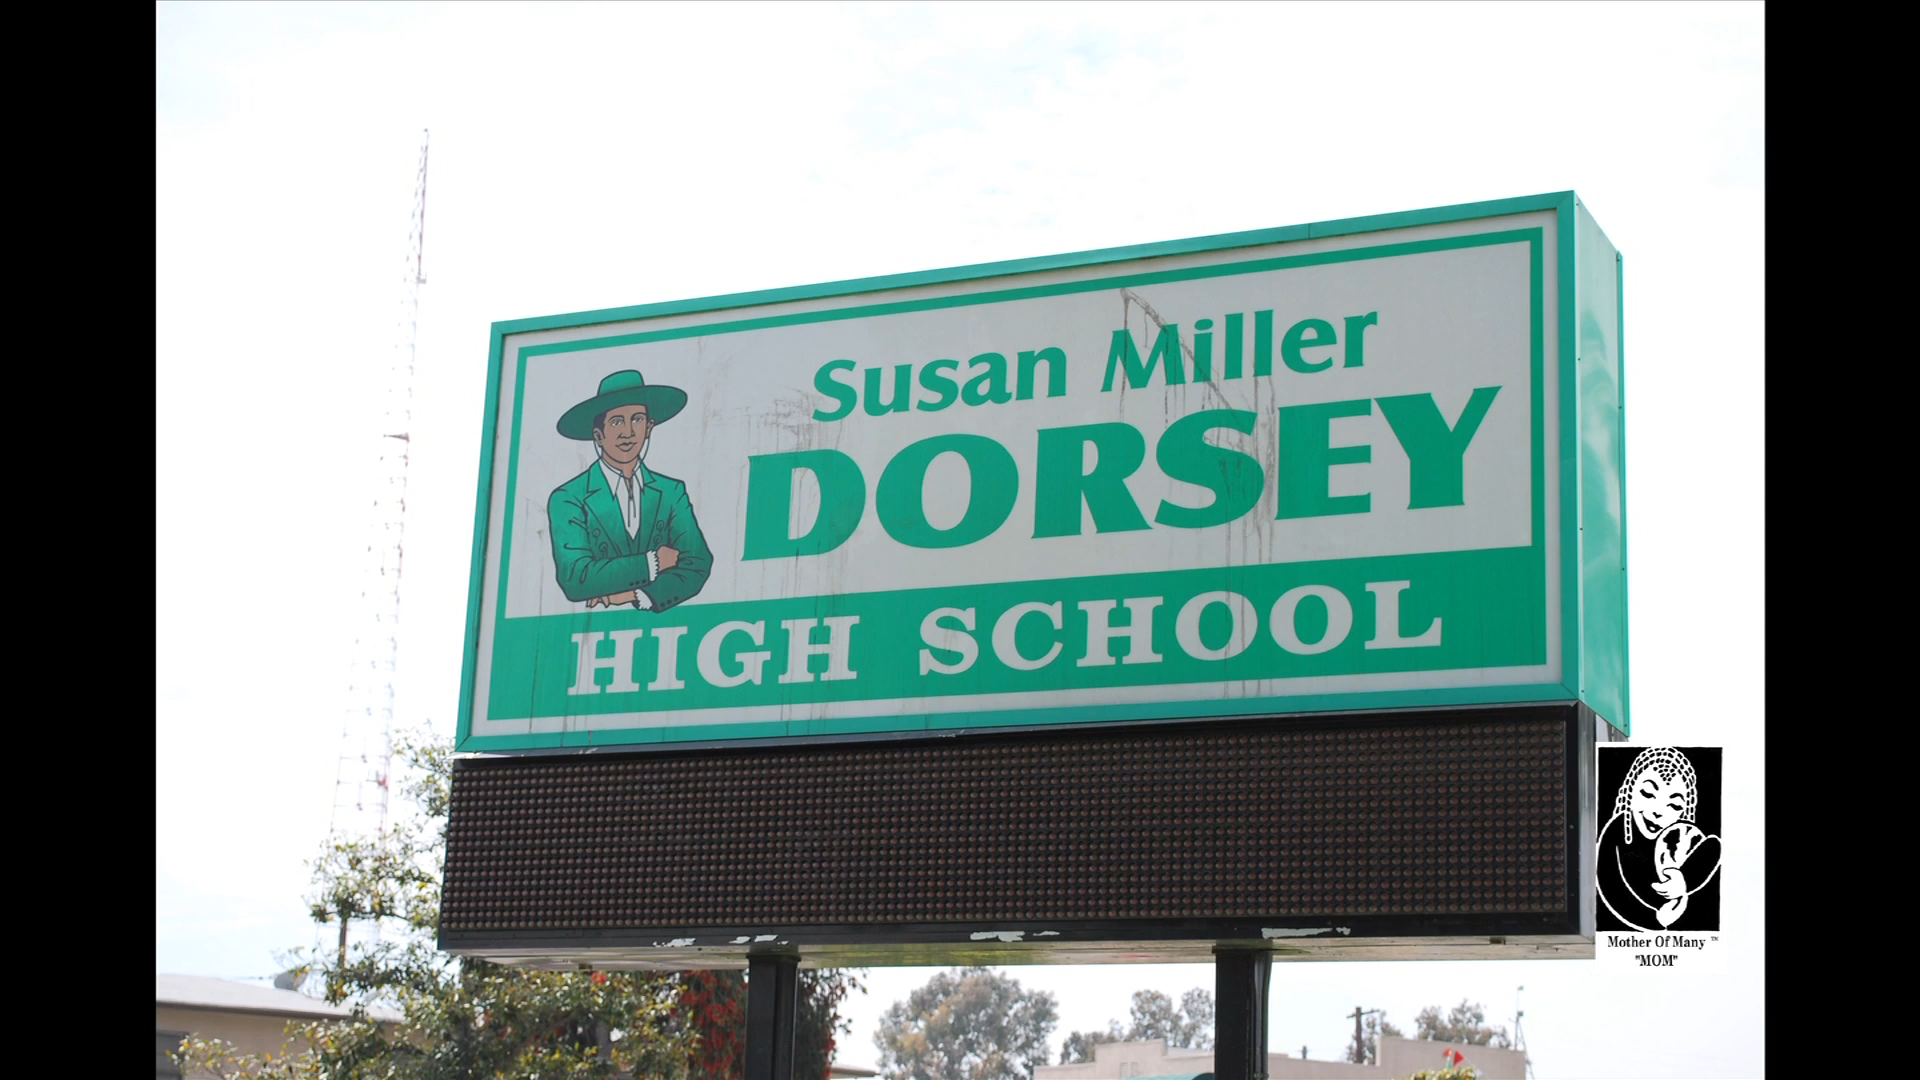 Susan Miller
DORSEY
HIGH SCHOOL
Mother Of Many ™
"MOM"